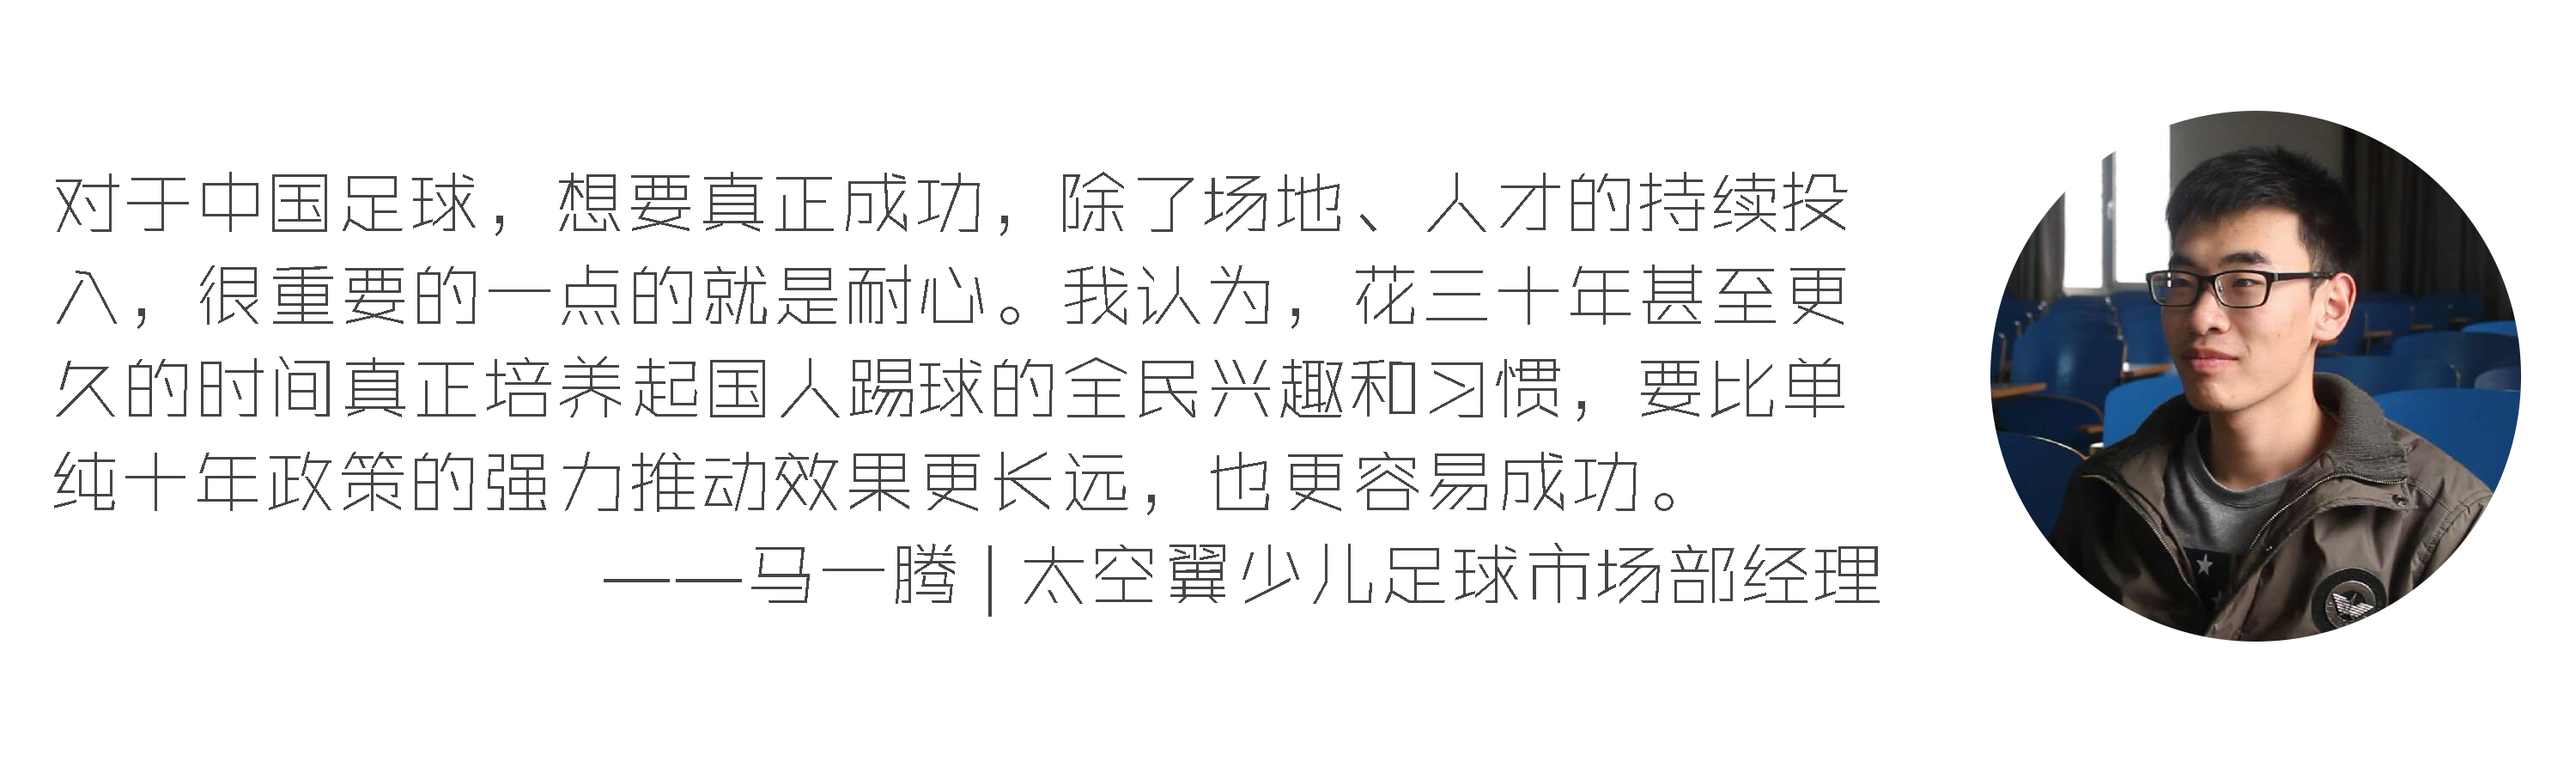 对于中国足球，想要真正成功，除了场地、人才的持续投
入，很重要的一点的就是耐心。我认为，花三十年甚至更
久的时间真正培养起国人踢球的全民兴趣和习惯，要比单
纯十年政策的强力推动效果更长远，也更容易成功。
——马一腾 | 太空翼少儿足球市场部经理